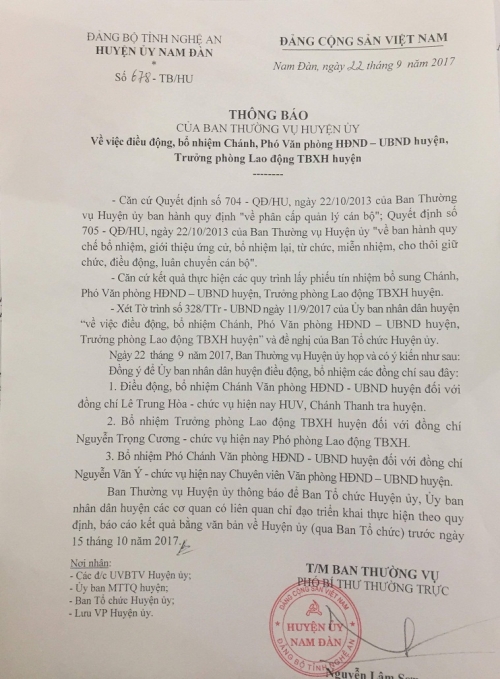 ĐẢNG BỘ TỈNH NGHỆ AN
HUYỆN ỦY NAM ĐÀN
*
Số 678 - TB/HU
ĐẢNG CỘNG SẢN VIỆT NAM
Nam Đàn, ngày 22 tháng 9 năm 2017
THÔNG BÁO
CỦA BAN THƯỜNG VỤ HUYỆN ỦY
Về việc điều động, bổ nhiệm Chánh, Phó Văn phòng HĐND – UBND huyện,
Trưởng phòng Lao động TBXH huyện
--------
- Căn cứ Quyết định số 704 - QĐ/HU, ngày 22/10/2013 của Ban Thường
vụ Huyện ủy ban hành quy định "về phân cấp quản lý cán bộ"; Quyết định số
705 - QĐ/HU, ngày 22/10/2013 của Ban Thường vụ Huyện ủy "về ban hành quy
chế bổ nhiệm, giới thiệu ứng cử, bổ nhiệm lại, từ chức, miễn nhiệm, cho thôi giữ
chức, điều động, luân chuyển cán bộ".
- Căn cứ kết quả thực hiện các quy trình lấy phiếu tín nhiệm bổ sung Chánh,
Phó Văn phòng HĐND – UBND huyện, Trưởng phòng Lao động TBXH huyện.
- Xét Tờ trình số 328/TTr - UBND ngày 11/9/2017 của Ủy ban nhân dân huyện
"về việc điều động, bổ nhiệm Chánh, Phó Văn phòng HĐND – UBND huyện,
Trưởng phòng Lao động TBXH huyện" và đề nghị của Ban Tổ chức Huyện ủy.
Ngày 22 tháng 9 năm 2017, Ban Thường vụ Huyện ủy họp và có ý kiến như sau:
Đồng ý để Ủy ban nhân dân huyện điều động, bổ nhiệm các đồng chí sau đây:
1. Điều động, bổ nhiệm Chánh Văn phòng HĐND - UBND huyện đối với
đồng chí Lê Trung Hòa - chức vụ hiện nay HUV, Chánh Thanh tra huyện.
2. Bổ nhiệm Trưởng phòng Lao động TBXH huyện đối với đồng chí
Nguyễn Trọng Cương - chức vụ hiện nay Phó phòng Lao động TBXH.
3. Bổ nhiệm Phó Chánh Văn phòng HĐND - UBND huyện đối với đồng chí
Nguyễn Văn Ý - chức vụ hiện nay Chuyên viên Văn phòng HĐND – UBND huyện.
Ban Thường vụ Huyện ủy thông báo để Ban Tổ chức Huyện ủy, Ủy ban
nhân dân huyện các cơ quan có liên quan chỉ đạo triển khai thực hiện theo quy
định, báo cáo kết quả bằng văn bản về Huyện ủy (qua Ban Tổ chức) trước ngày
15 tháng 10 năm 2017.
Nơi nhận:
- Các đ/c UVBTV Huyện ủy;
- Ủy ban MTTQ huyện;
- Ban Tổ chức Huyện ủy;
- Lưu VP Huyện ủy.
T/M BAN THƯỜNG VỤ
PHÓ BÍ THƯ THƯỜNG TRỰC
ĐẢNG CỘNG SẢN VIỆT NAM
HUYỆN ỦY
NAM ĐÀN
ĐẢNG BỘ TỈNH NGHỆ AN
Nguyễn Lâm